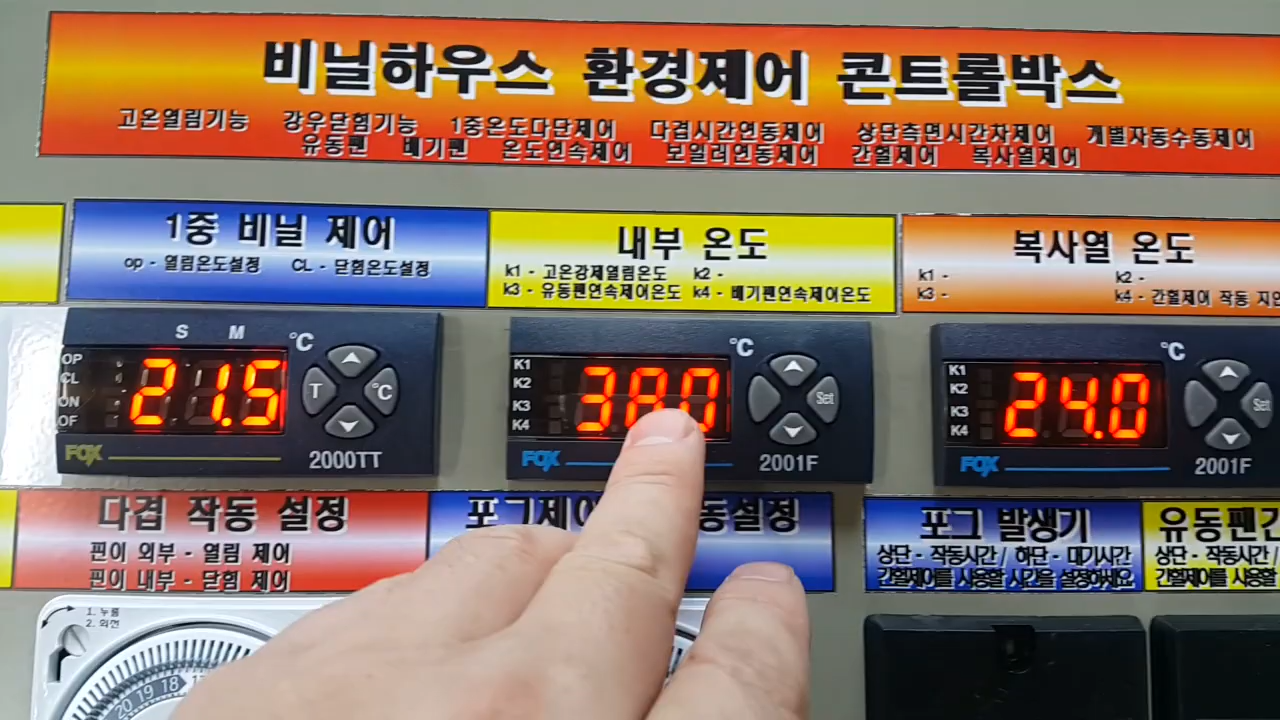 비닐하우스 환경제어 콘트롤박스
고온열림기능 강우닫힘기능 1중온도다단제어 다겹시간연동제어 상단측면시간차제어 개별자동수동제어
유동팬 배기팬 온도연속제어 보일러연동제어 간헐제어 복사열제어
1중 비닐 제어
op - 열림온도설정 CL - 닫힘온도설정
내부 온도
k1 - 고온강제열림온도 k2 -
k3 - 유동팬연속제어온도 k4 - 배기팬연속제어온도
복사열 온도
k1 - k2 -
k3 - k4 - 간헐제어 작동
S M °C
OP
CL
ON
OF
21.5
T °C
FOX 2000TT
°C
K1
K2
K3
K4
38.0
Set
FOX 2001F
°C
K1
K2
K3
K4
24.0
Set
FOX 2001F
다겹 작동 설정
핀이 외부 - 열림 제어
핀이 내부 - 닫힘 제어
포그제어 동설정
포그 발생기
상단 - 작동시간 / 하단 - 대기시간
간헐제어를 사용할 시간을 설정하세요
유동팬간
상단 - 작동시간 /
간헐제어를 사용할
1. 누름
2. 회전
20 19 18